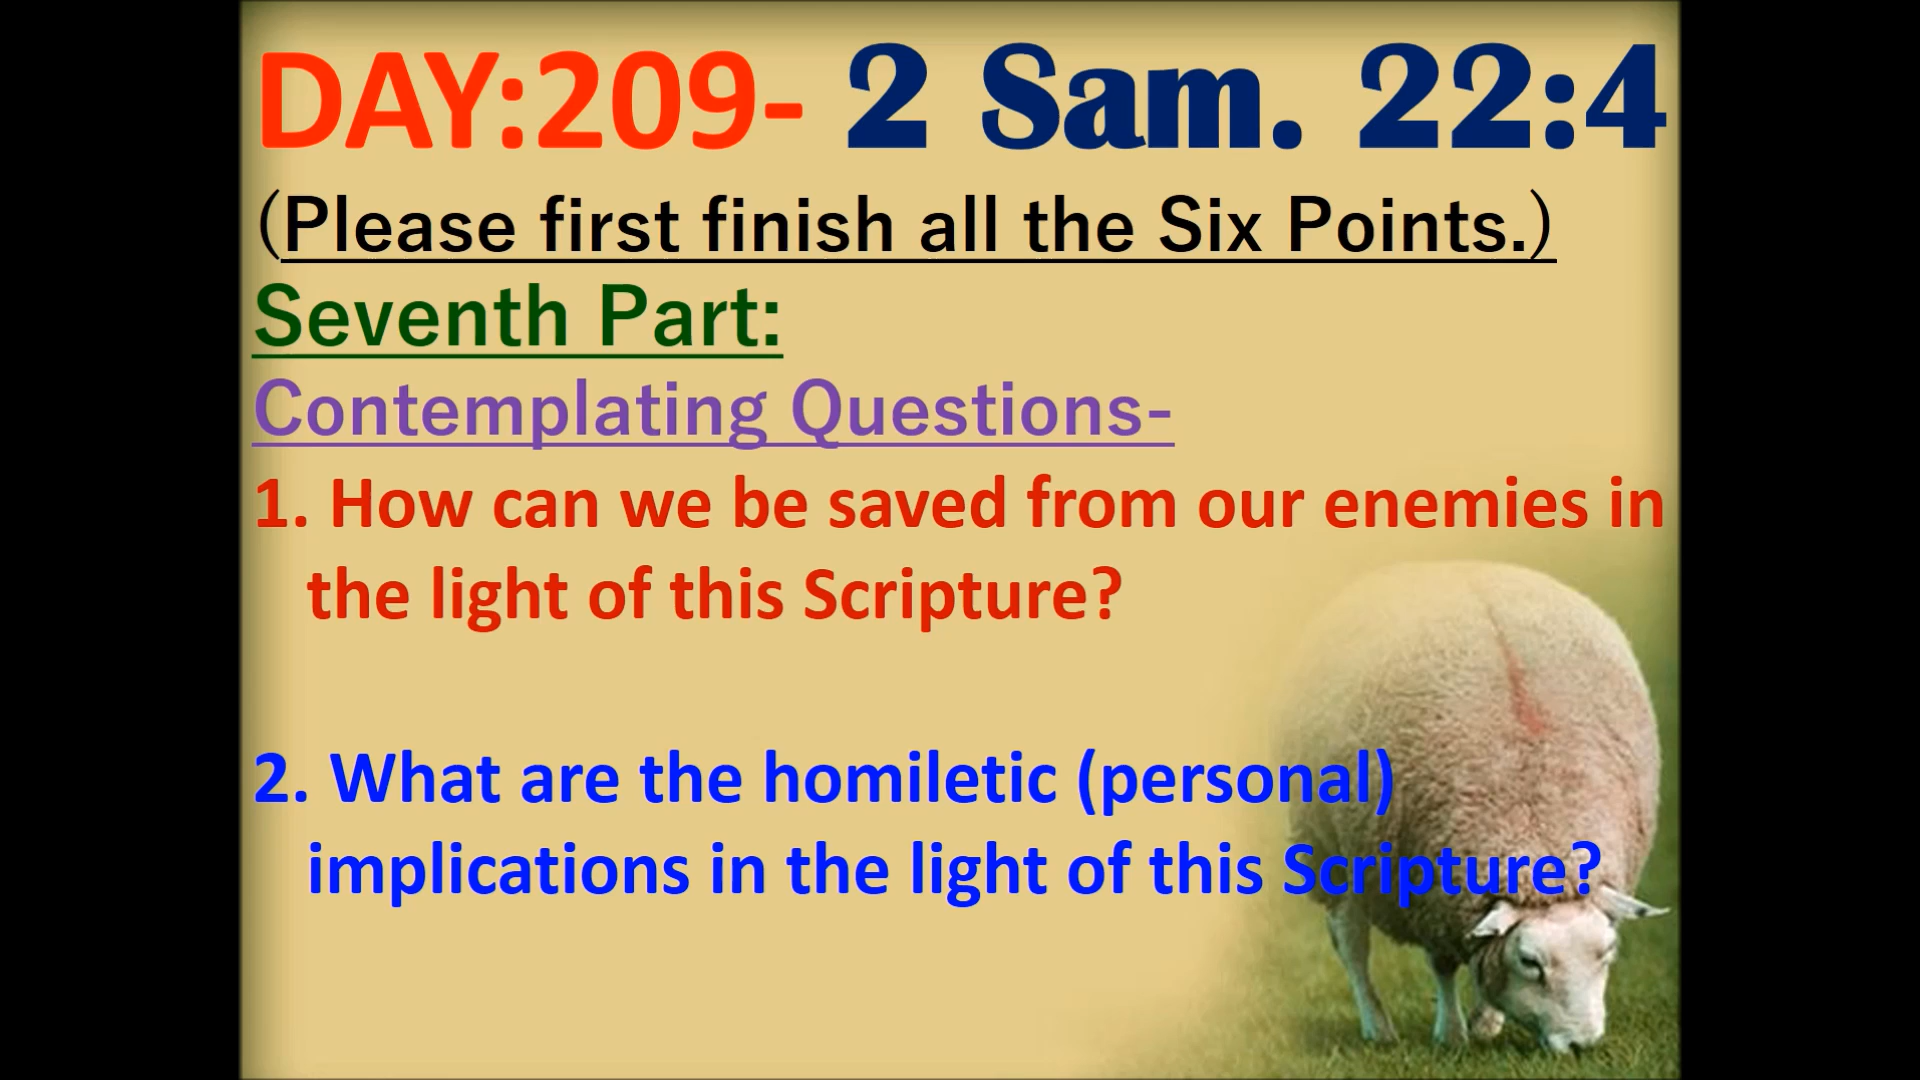 DAY:209- 2 Sam. 22:4
(Please first finish all the Six Points.)
Seventh Part:
Contemplating Questions-
1. How can we be saved from our enemies in
the light of this Scripture?
2. What are the homiletic (personal)
implications in the light of this Scripture?